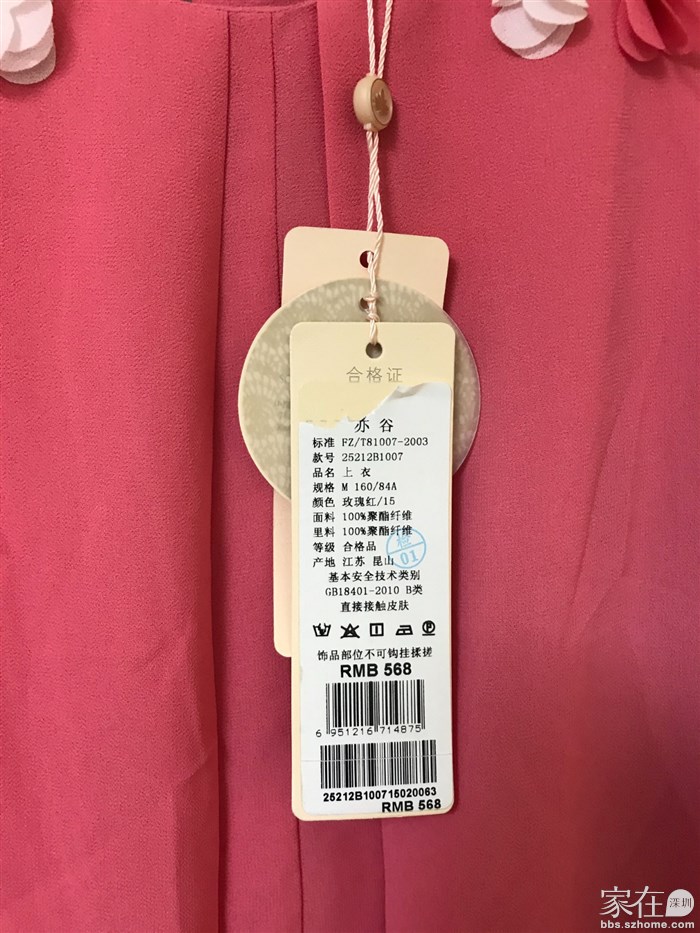 合格证
亦谷
标准 FZ/T81007-2003
款号 25212B1007
品名 上衣
规格 M 160/84A
颜色 玫瑰红/15
面料 100%聚酯纤维
里料 100%聚酯纤维
等级 合格品
01
产地 江苏 昆山
基本安全技术类别
GB18401-2010 B类
直接接触皮肤
饰品部位不可钩挂揉搓
RMB 568
6 951216 714875
25212B100715020063
RMB 568
家在深圳
bbs.szhome.com